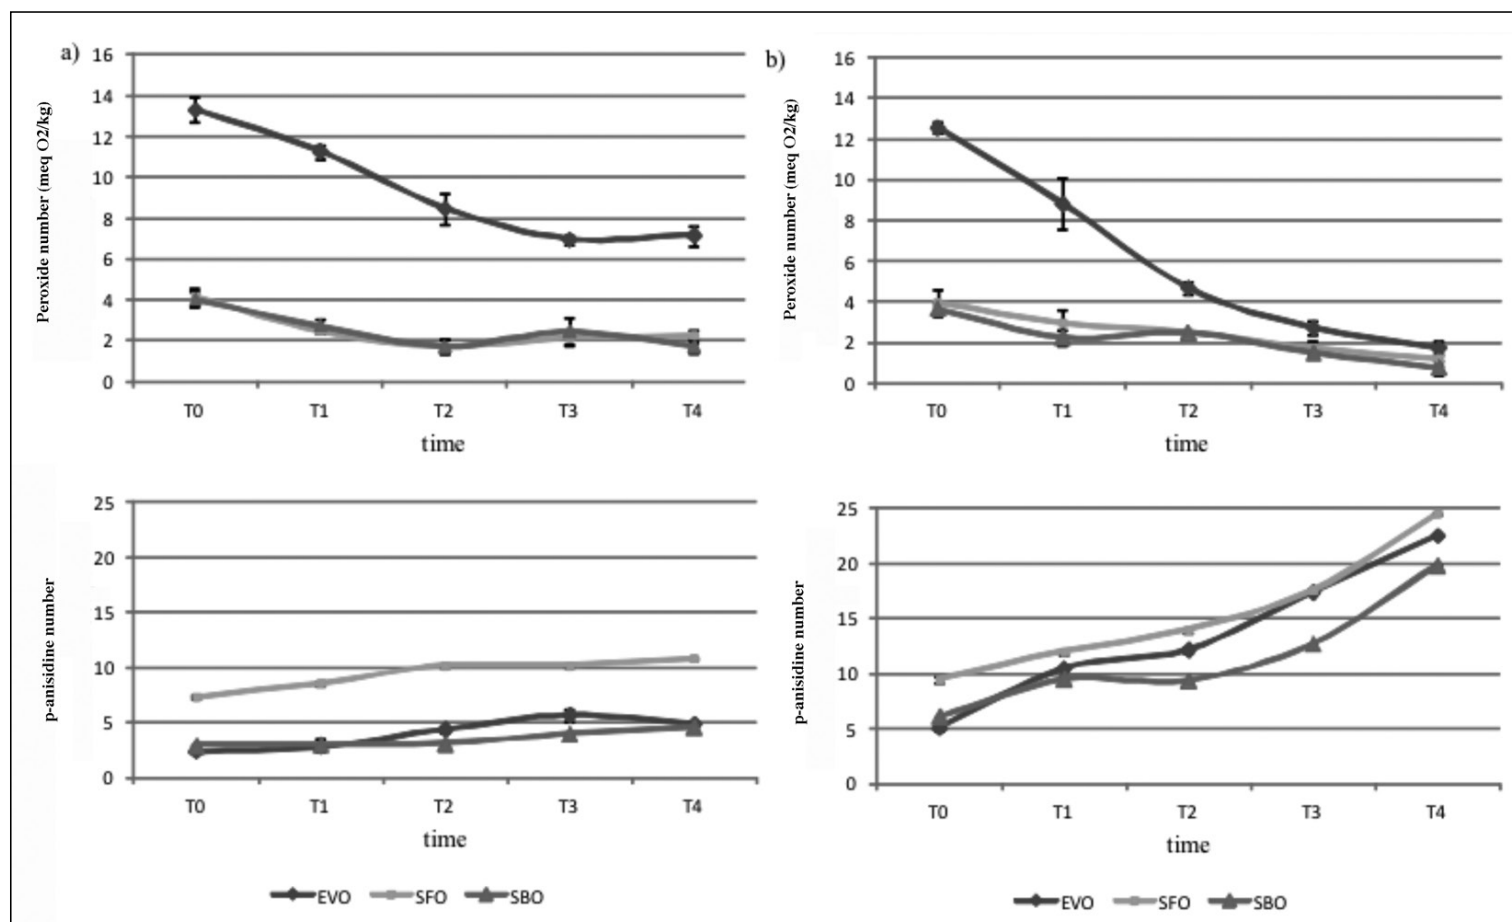 a)
Peroxide number (meq O2/kg)
16
14
12
10
8
6
4
2
0
T0 T1 T2 T3 T4
time
b)
Peroxide number (meq O2/kg)
16
14
12
10
8
6
4
2
0
T0 T1 T2 T3 T4
time
p-anisidine number
25
20
15
10
5
0
T0 T1 T2 T3 T4
time
EVO SFO SBO
p-anisidine number
25
20
15
10
5
0
T0 T1 T2 T3 T4
time
EVO SFO SBO